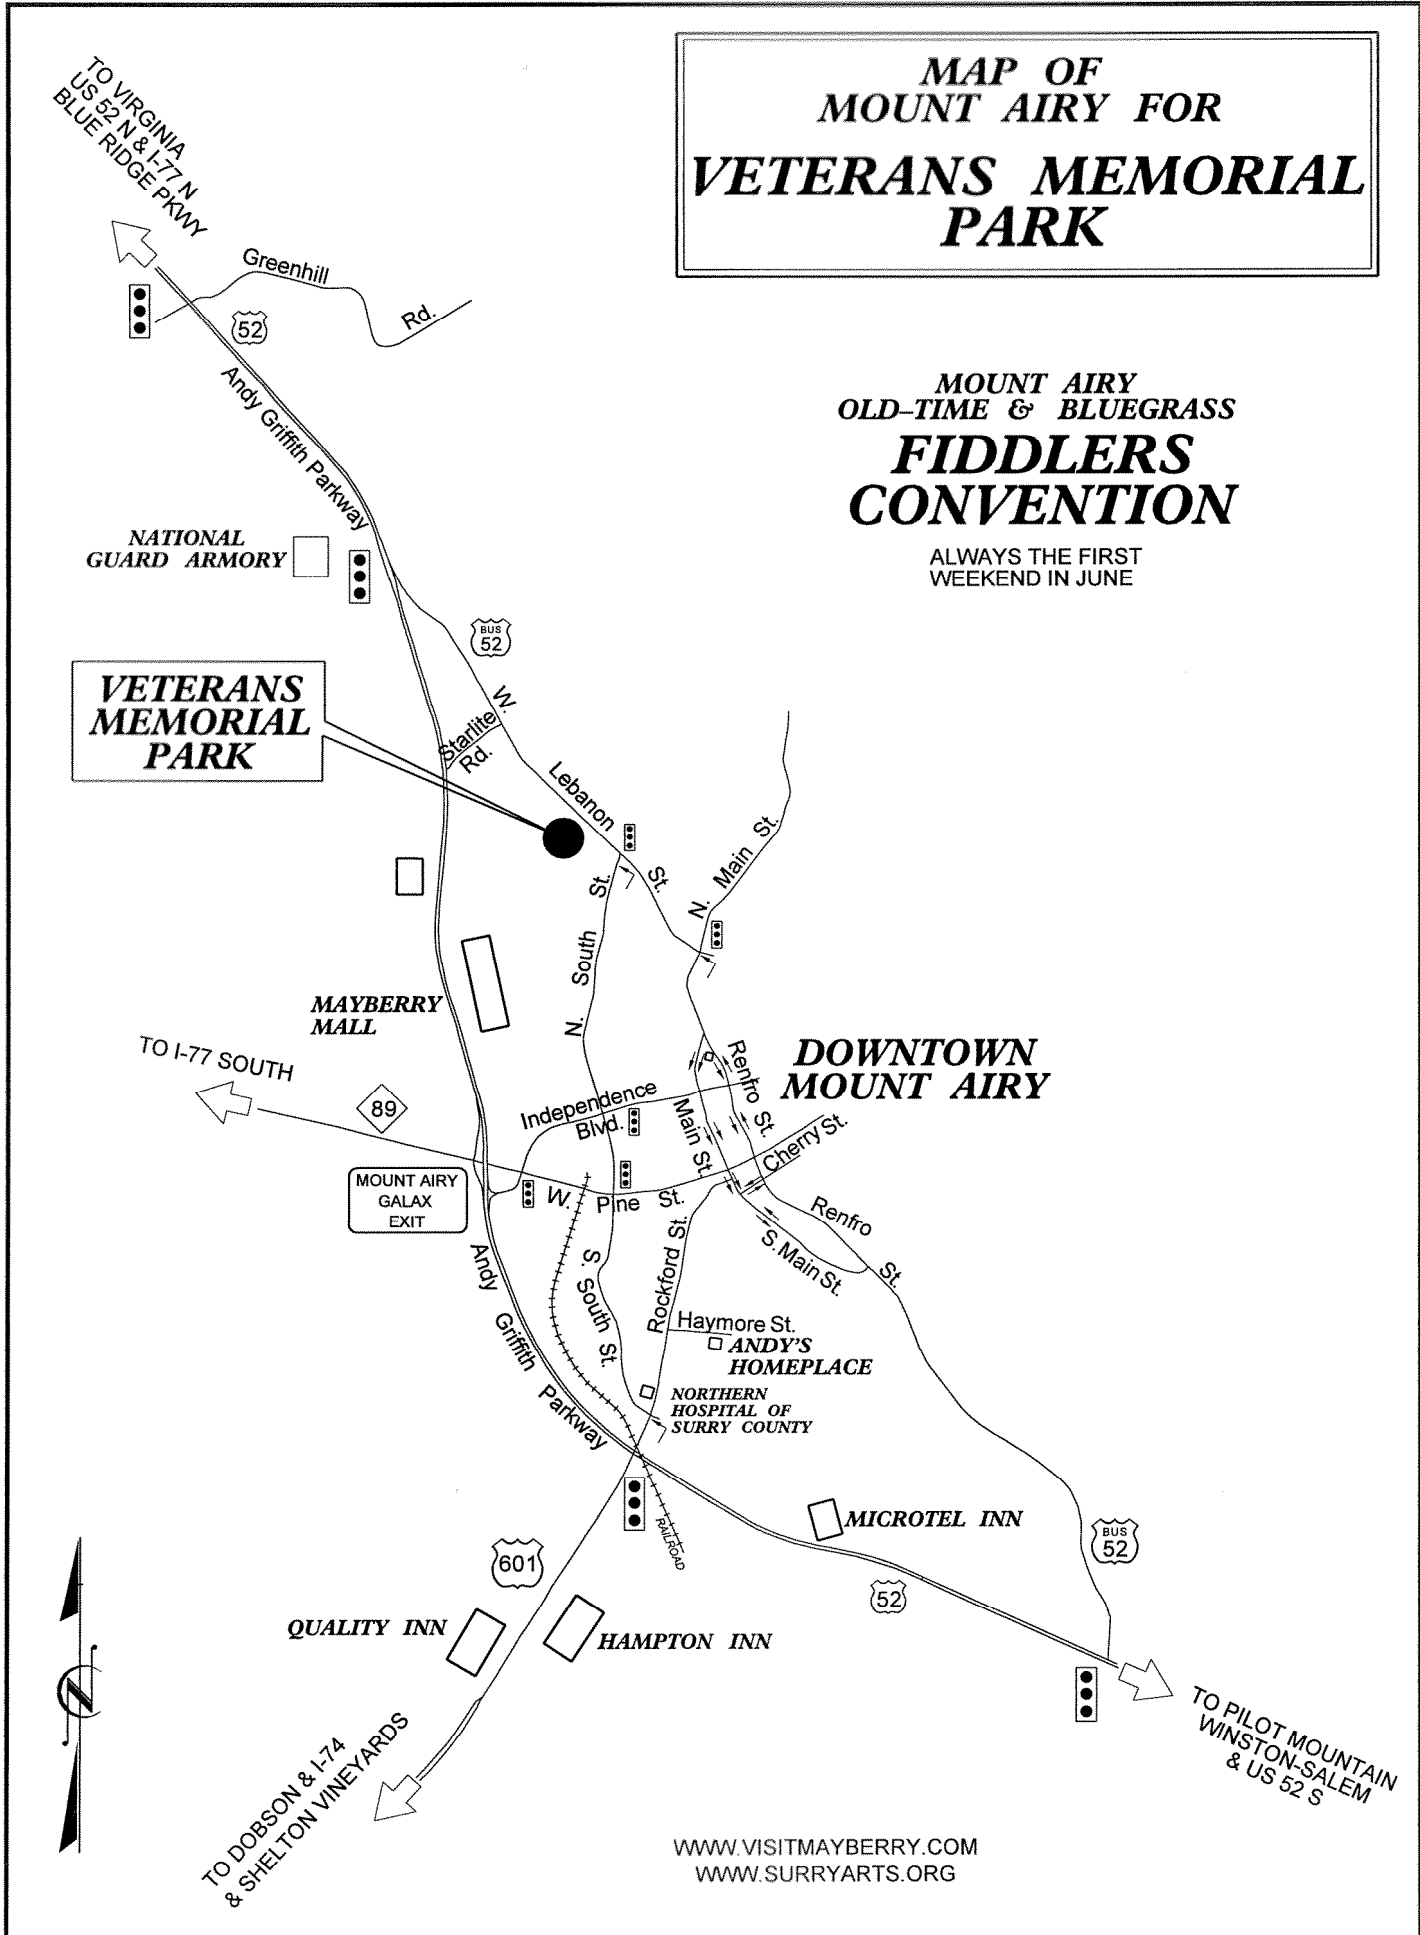 MAP OF
MOUNT AIRY FOR
VETERANS MEMORIAL
PARK
TO VIRGINIA
US 52 N & I-77 N
BLUE RIDGE PKWY
Greenhill
Rd.
52
Andy Griffith Parkway
MOUNT AIRY
OLD-TIME & BLUEGRASS
FIDDLERS
CONVENTION
ALWAYS THE FIRST
WEEKEND IN JUNE
NATIONAL
GUARD ARMORY
BUS
52
VETERANS
MEMORIAL
PARK
W.
Starlite
Rd.
Lebanon
St.
N. Main St.
N. South St.
MAYBERRY
MALL
TO I-77 SOUTH
89
DOWNTOWN
MOUNT AIRY
Renfro St.
Independence
Blvd.
Main St.
Cherry St.
MOUNT AIRY
GALAX
EXIT
W. Pine St.
Renfro St.
S. Main St.
Andy Griffith Parkway
S. South St.
Rockford St.
Haymore St.
ANDY'S
HOMEPLACE
NORTHERN
HOSPITAL OF
SURRY COUNTY
RAILROAD
MICROTEL INN
BUS
52
601
52
QUALITY INN
HAMPTON INN
N
TO PILOT MOUNTAIN
WINSTON-SALEM
& US 52 S
TO DOBSON & I-74
& SHELTON VINEYARDS
WWW.VISITMAYBERRY.COM
WWW.SURRYARTS.ORG